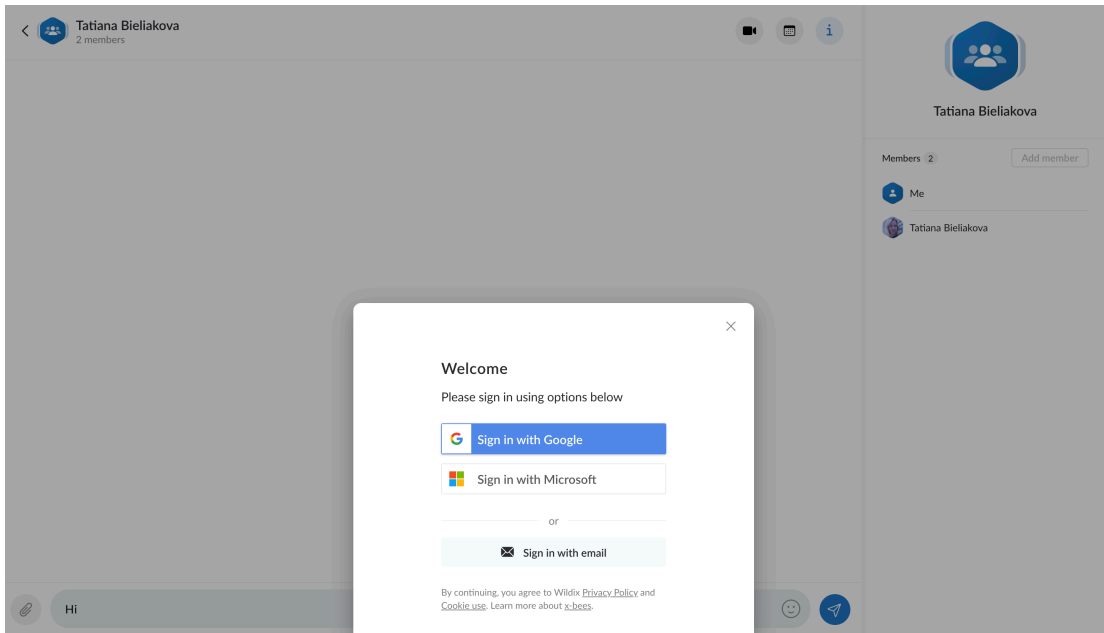 Tatiana Bieliakova
2 members
Tatiana Bieliakova
Members 2
Add member
Me
Tatiana Bieliakova
Welcome
Please sign in using options below
Sign in with Google
Sign in with Microsoft
or
Sign in with email
By continuing, you agree to Wildix Privacy Policy and
Cookie use. Learn more about x-bees.
Hi